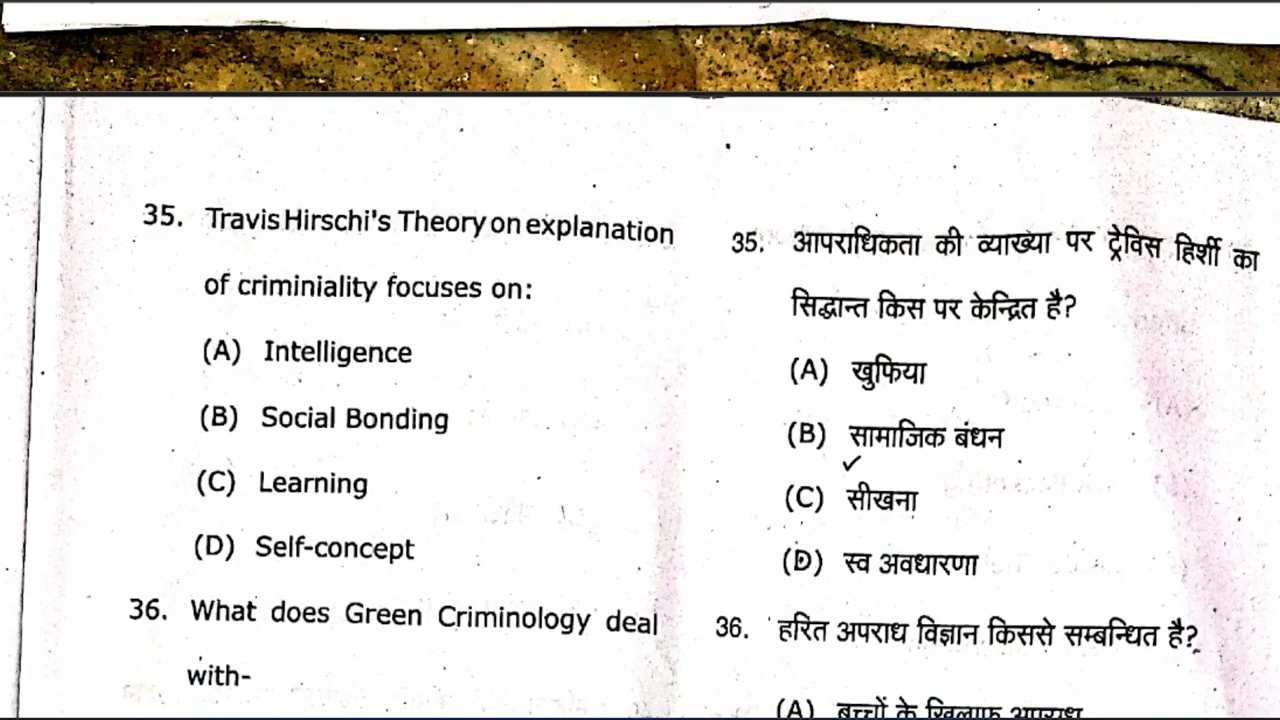 35. Travis Hirschi's Theory on explanation
of criminiality focuses on:
(A) Intelligence
(B) Social Bonding
(C) Learning
(D) Self-concept
36. What does Green Criminology deal
with-
35. आपराधिकता की व्याख्या पर ट्रेविस हिर्शी का
सिद्धान्त किस पर केन्द्रित है?
(A) खुफिया
(B) सामाजिक बंधन
(C) सीखना
(D) स्व अवधारणा
36. हरित अपराध विज्ञान किससे सम्बन्धित है?
(A) बच्चों के खिलाफ अपराध